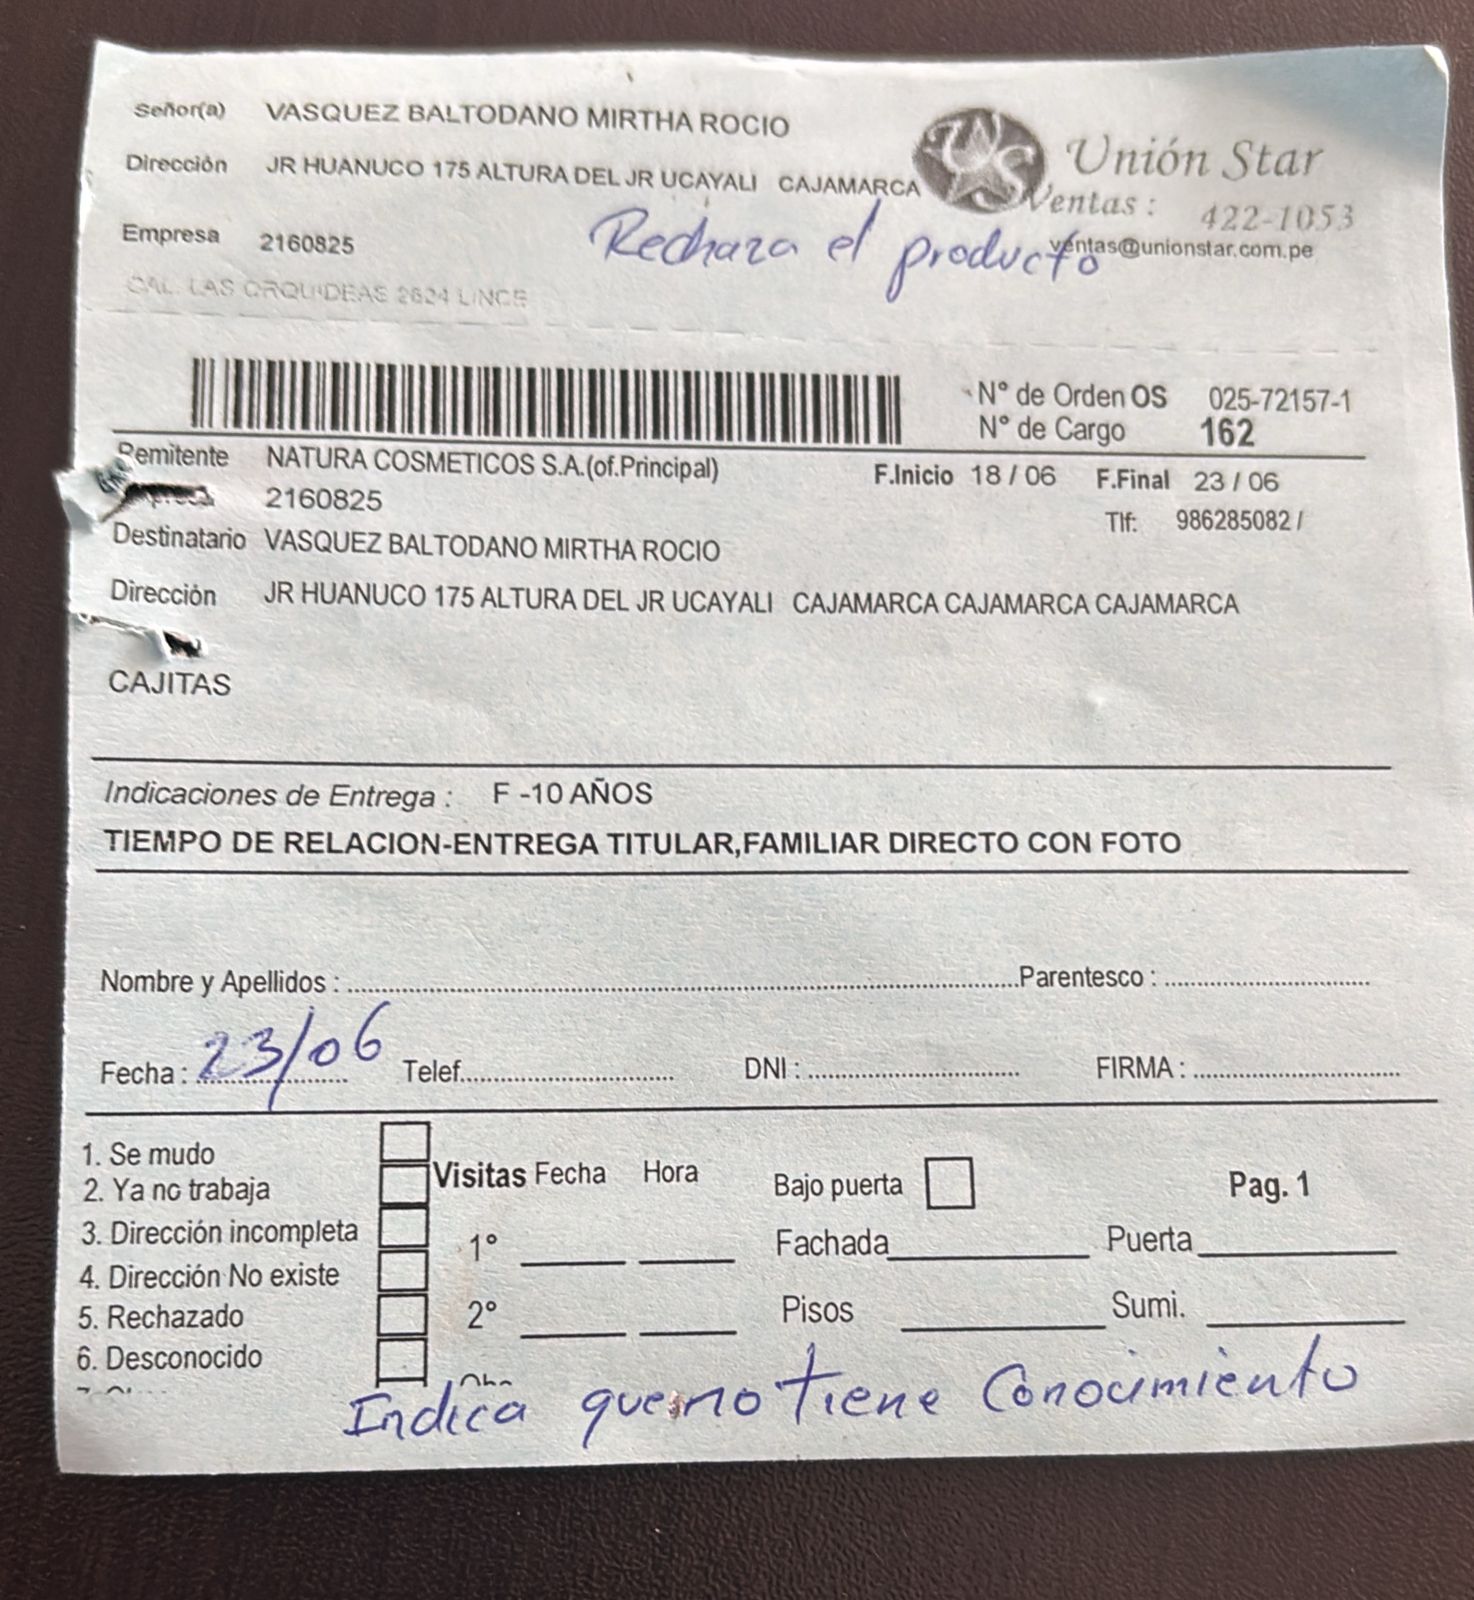 Señor(a) VASQUEZ BALTODANO MIRTHA ROCIO
Unión Star
Dirección JR HUANUCO 175 ALTURA DEL JR UCAYALI CAJAMARCA
Ventas : 422-1053
Empresa 2160825
ventas@unionstar.com.pe
Rechaza el producto
CAL. LAS ORQUIDEAS 2624 LINCE
N° de Orden OS 025-72157-1
N° de Cargo 162
Remitente NATURA COSMETICOS S.A.(of.Principal)
F.Inicio 18 / 06 F.Final 23 / 06
2160825
Tlf: 986285082 /
Destinatario VASQUEZ BALTODANO MIRTHA ROCIO
Dirección JR HUANUCO 175 ALTURA DEL JR UCAYALI CAJAMARCA CAJAMARCA CAJAMARCA
CAJITAS
Indicaciones de Entrega : F -10 AÑOS
TIEMPO DE RELACION-ENTREGA TITULAR,FAMILIAR DIRECTO CON FOTO
Nombre y Apellidos : Parentesco :
Fecha : 23/06 Telef. DNI : FIRMA :
1. Se mudo
2. Ya no trabaja
3. Dirección incompleta
4. Dirección No existe
5. Rechazado
6. Desconocido
Visitas Fecha Hora
1°
2°
Bajo puerta Pag. 1
Fachada Puerta
Pisos Sumi.
Indica que no tiene Conocimiento